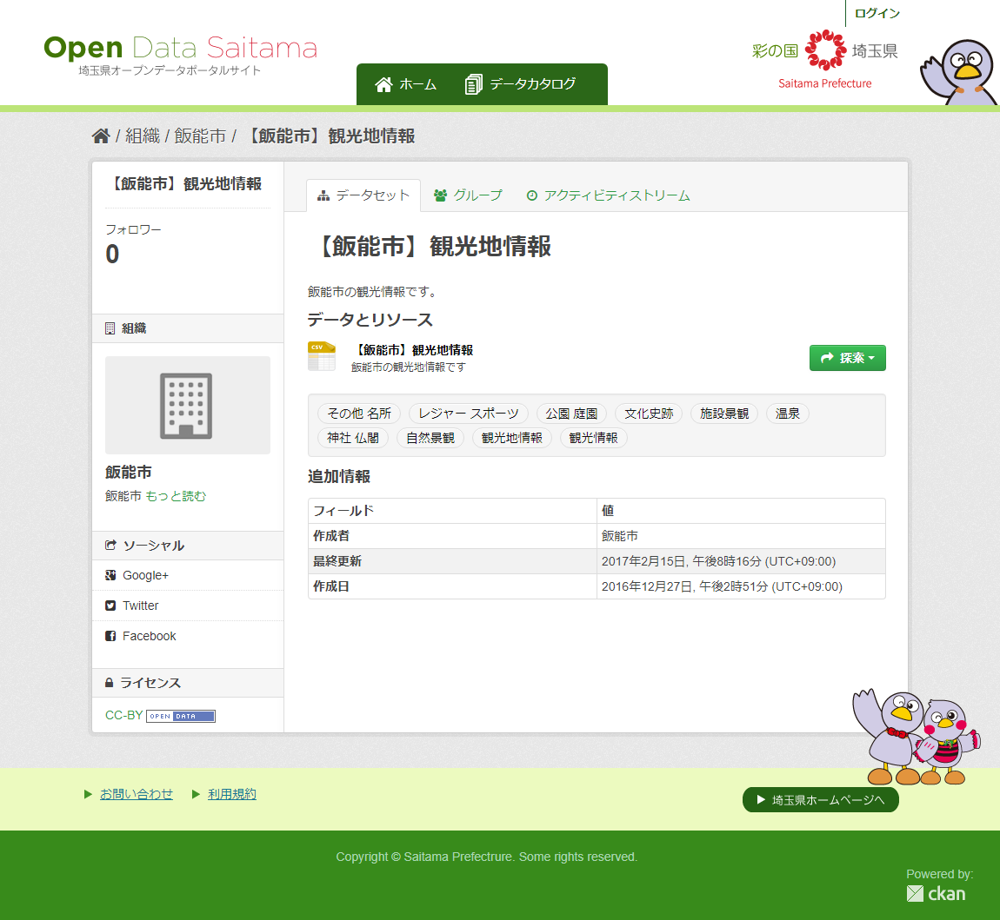 ログイン
Open Data Saitama
埼玉県オープンデータポータルサイト
ホーム
データカタログ
彩の国
埼玉県
Saitama Prefecture
/ 組織 / 飯能市 / 【飯能市】観光地情報
【飯能市】観光地情報
フォロワー
0
組織
飯能市
飯能市 もっと読む
ソーシャル
Google+
Twitter
Facebook
ライセンス
CC-BY OPEN DATA
データセット
グループ
アクティビティストリーム
【飯能市】観光地情報
飯能市の観光情報です。
データとリソース
CSV
【飯能市】観光地情報
飯能市の観光地情報です
探索
その他 名所 レジャー スポーツ 公園 庭園 文化史跡 施設景観 温泉
神社 仏閣 自然景観 観光地情報 観光情報
追加情報
フィールド 値
作成者 飯能市
最終更新 2017年2月15日, 午後8時16分 (UTC+09:00)
作成日 2016年12月27日, 午後2時51分 (UTC+09:00)
お問い合わせ
利用規約
埼玉県ホームページへ
Copyright © Saitama Prefectrure. Some rights reserved.
Powered by:
ckan